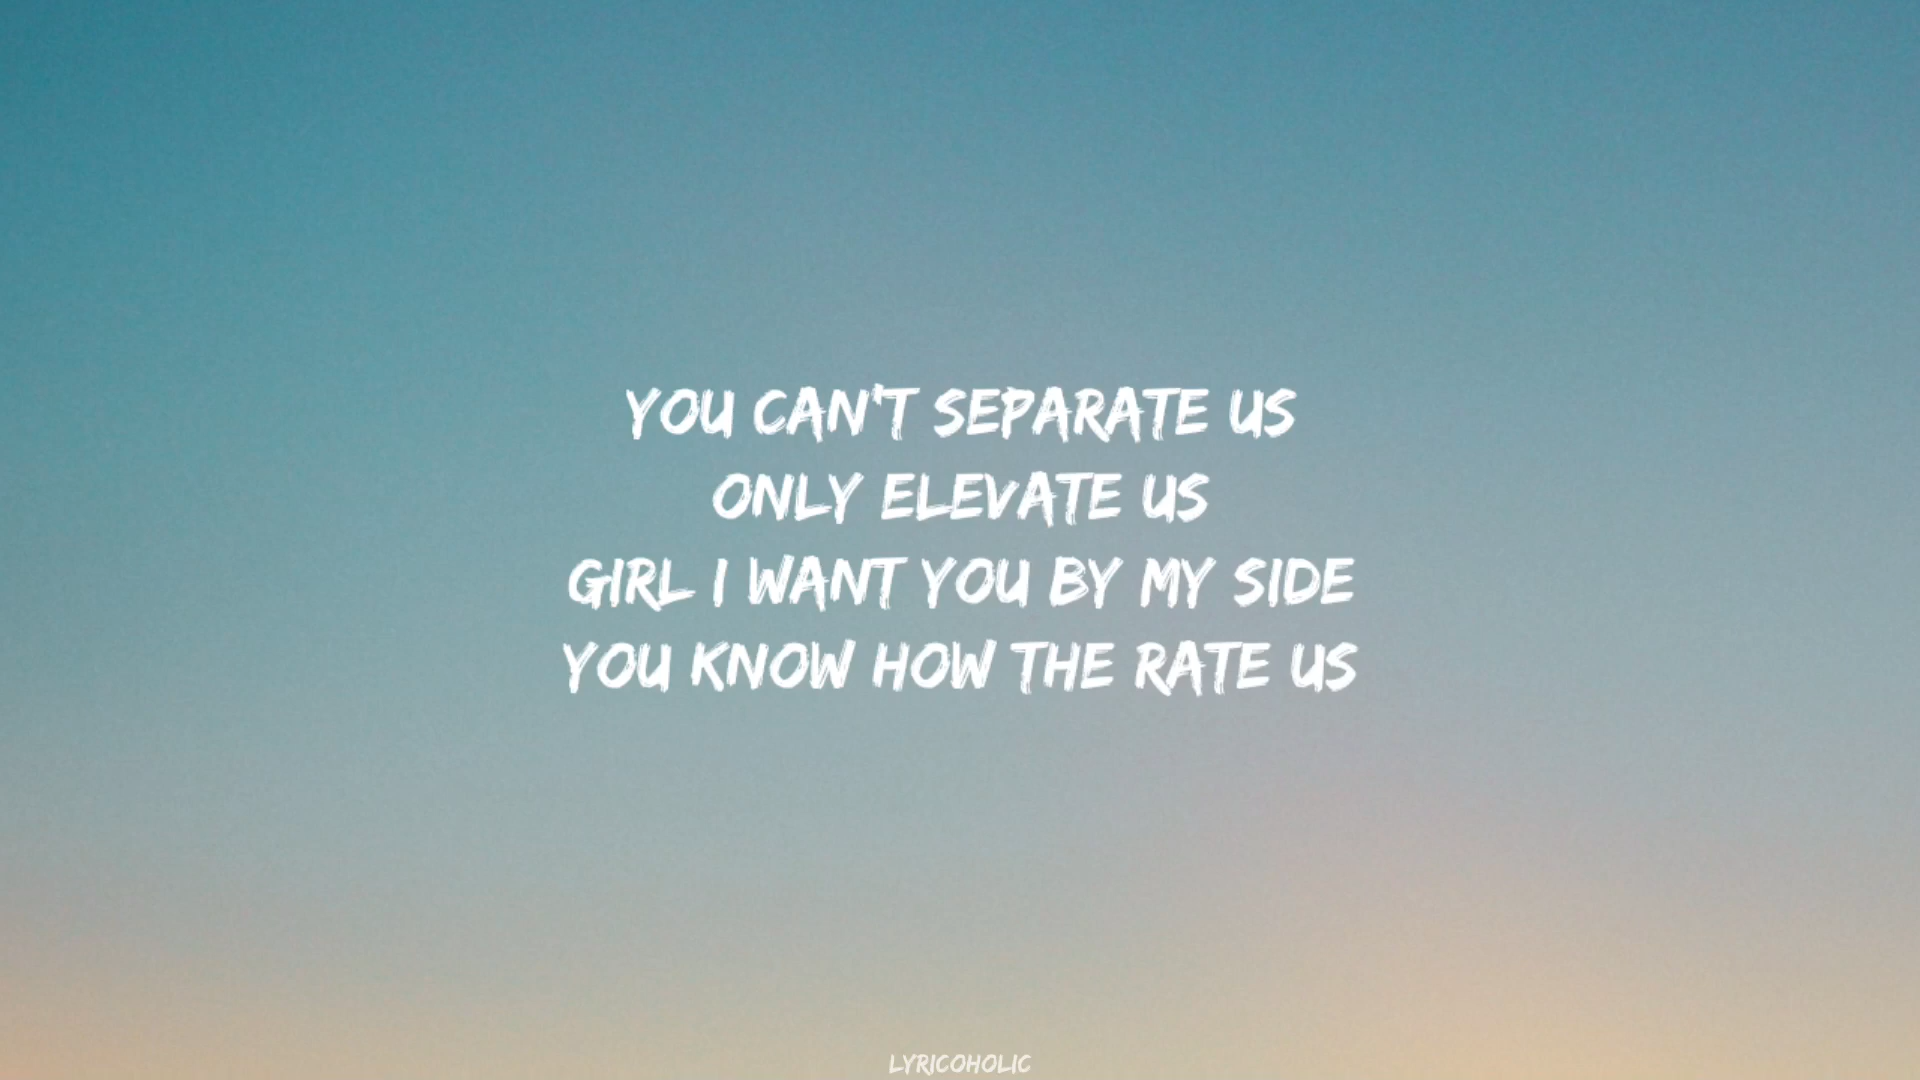 YOU CAN'T SEPARATE US
ONLY ELEVATE US
GIRL I WANT YOU BY MY SIDE
YOU KNOW HOW THE RATE US
LYRICOHOLIC